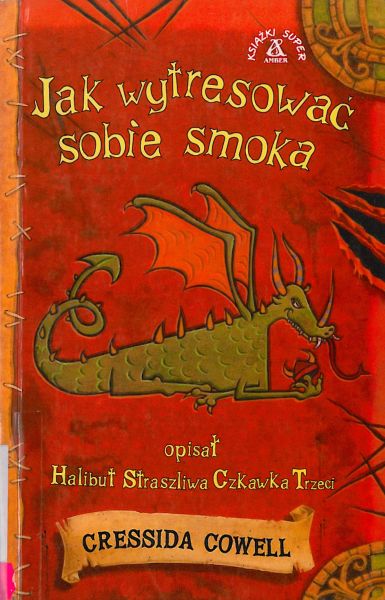 KSIĄŻKI SUPER
AMBER
Jak wytresować
sobie smoka
opisał
Halibut Straszliwa Czkawka Trzeci
CRESSIDA COWELL